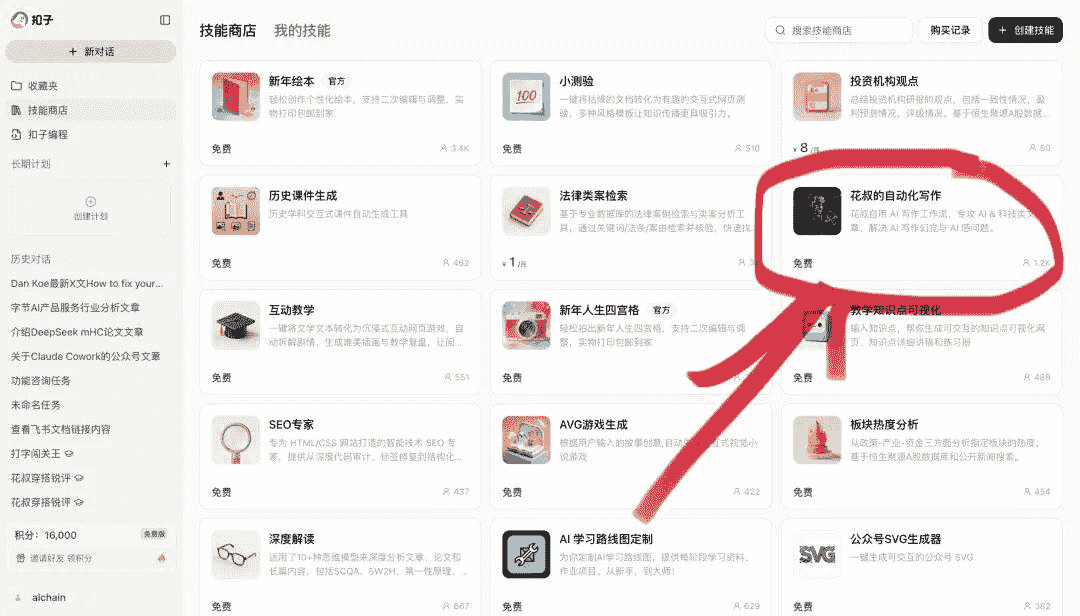 扣子
+ 新对话
收藏夹
技能商店
扣子编程
长期计划 +
创建计划
历史对话
Dan Koe最新X文How to fix your...
字节AI产品服务行业分析文章
介绍DeepSeek mHC论文文章
关于Claude Cowork的公众号文章
功能咨询任务
未命名任务
查看飞书文档链接内容
打字闯关王
花叔穿搭锐评
花叔穿搭锐评
积分：16,000 免费版
邀请好友 领积分
alchain
技能商店 我的技能
搜索技能商店
购买记录
+ 创建技能
新年绘本 官方
轻松创作个性化绘本，支持二次编辑与调整，实
物打印包邮到家
免费 3.4K
小测验
一键将枯燥的文档转化为有趣的交互式网页测
验，多种风格模板让知识传播更具吸引力。
免费 510
投资机构观点
总结投资机构研报的观点，包括一致性情况，盈
利预测情况，评级情况。基于恒生聚源A股数据...
¥ 8 /月 60
历史课件生成
历史学科交互式课件自动生成工具
免费 462
法律类案检索
基于专业数据库的法律案例检索与类案分析工
具，通过关键词/法条/案由检索并核验，快速找...
¥ 1 /月
花叔的自动化写作
花叔自用 AI 写作工作流，专攻 AI & 科技类文
章，解决 AI 写作幻觉与 AI 感问题。
免费 1.2K
互动教学
一键将文学文本转化为沉浸式互动网页游戏，自
动拆解剧情、生成唯美插画与教学复盘，让阅...
免费 551
新年人生四宫格 官方
轻松拍出新年人生四宫格，支持二次编辑与调
整，实物打印包邮到家
免费
教学知识点可视化
输入知识点，帮你生成可交互的知识点可视化网
页、知识点详细讲稿和练习册
免费 488
SEO专家
专为 HTML/CSS 网站打造的智能技术 SEO 专
家，提供从深度代码审计、标签修复到结构化...
免费 437
AVG游戏生成
根据用户输入的故事创意,自动生 互式视觉小
说游戏
免费 422
板块热度分析
从政策-产业-资金三方面分析指定板块的热度，
基于恒生聚源A股数据库和公开新闻搜索。
免费 454
深度解读
运用了10+种思维模型来深度分析文章、论文和
长篇内容，包括SCQA、5W2H、第一性原理、...
免费 667
AI 学习路线图定制
为你定制AI学习路线图，提供每阶段学习资料，
作业项目，从新手，到大师！
免费 629
公众号SVG生成器
一键生成可交互的公众号 SVG
免费 382
100
SVG